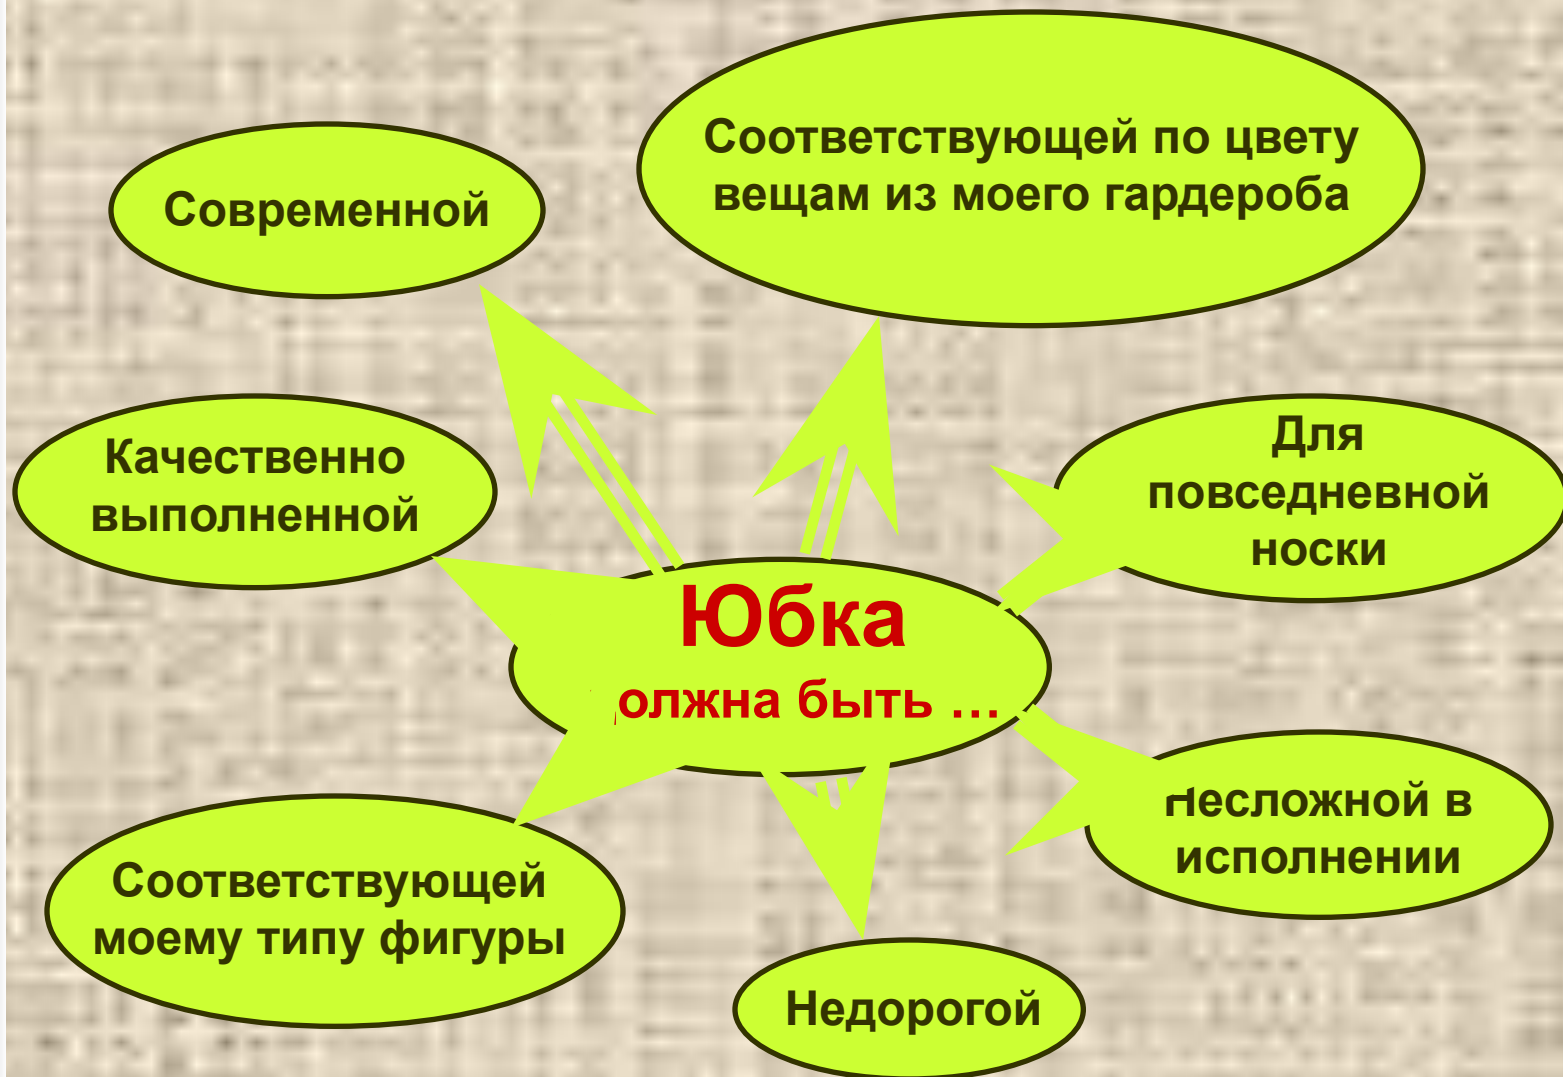 Современной
Соответствующей по цвету
вещам из моего гардероба
Качественно
выполненной
Для
повседневной
носки
Юбка
должна быть …
Несложной в
исполнении
Соответствующей
моему типу фигуры
Недорогой